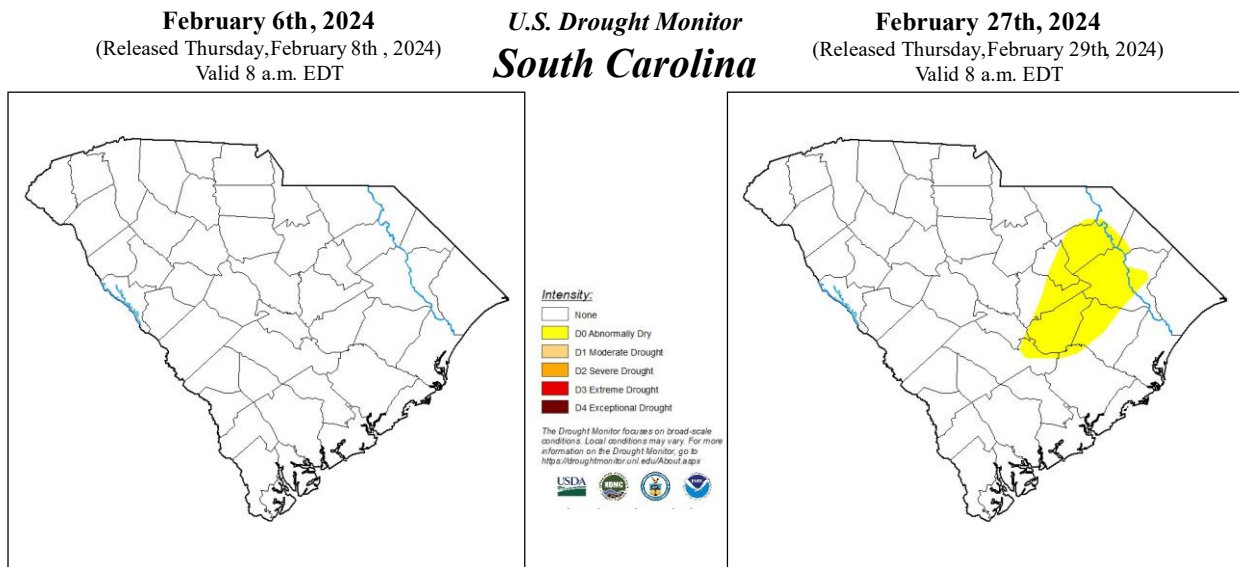 February 6th, 2024
(Released Thursday,February 8th , 2024)
Valid 8 a.m. EDT
U.S. Drought Monitor
South Carolina
February 27th, 2024
(Released Thursday,February 29th, 2024)
Valid 8 a.m. EDT
Intensity:
None
D0 Abnormally Dry
D1 Moderate Drought
D2 Severe Drought
D3 Extreme Drought
D4 Exceptional Drought
The Drought Monitor focuses on broad-scale
conditions. Local conditions may vary. For more
information on the Drought Monitor, go to
https://droughtmonitor.unl.edu/About.aspx
USDA
NDMC